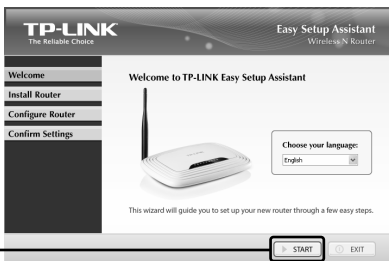 TP-LINK
The Reliable Choice
Easy Setup Assistant
Wireless N Router
Welcome
Install Router
Configure Router
Confirm Settings
Welcome to TP-LINK Easy Setup Assistant
Choose your language:
English
This wizard will guide you to set up your new router through a few easy steps.
START
EXIT